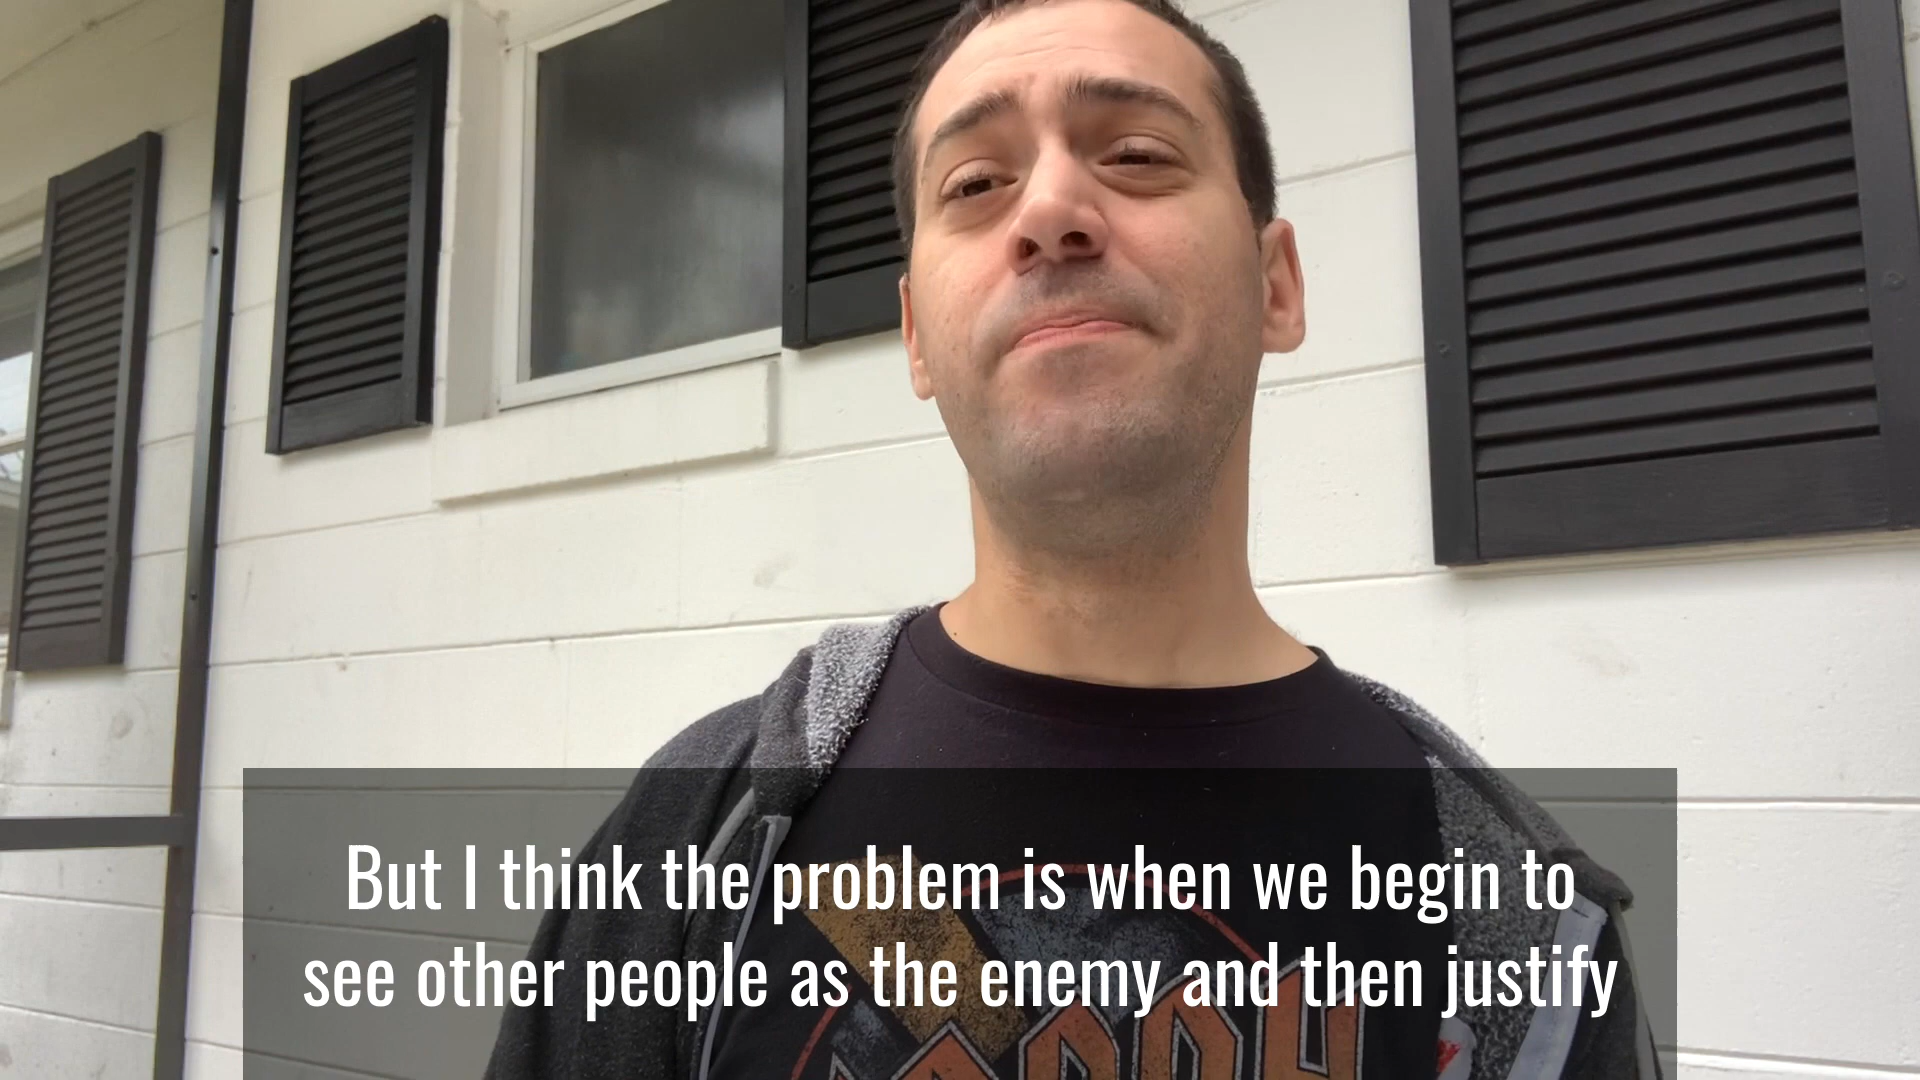 But I think the problem is when we begin to
see other people as the enemy and then justify